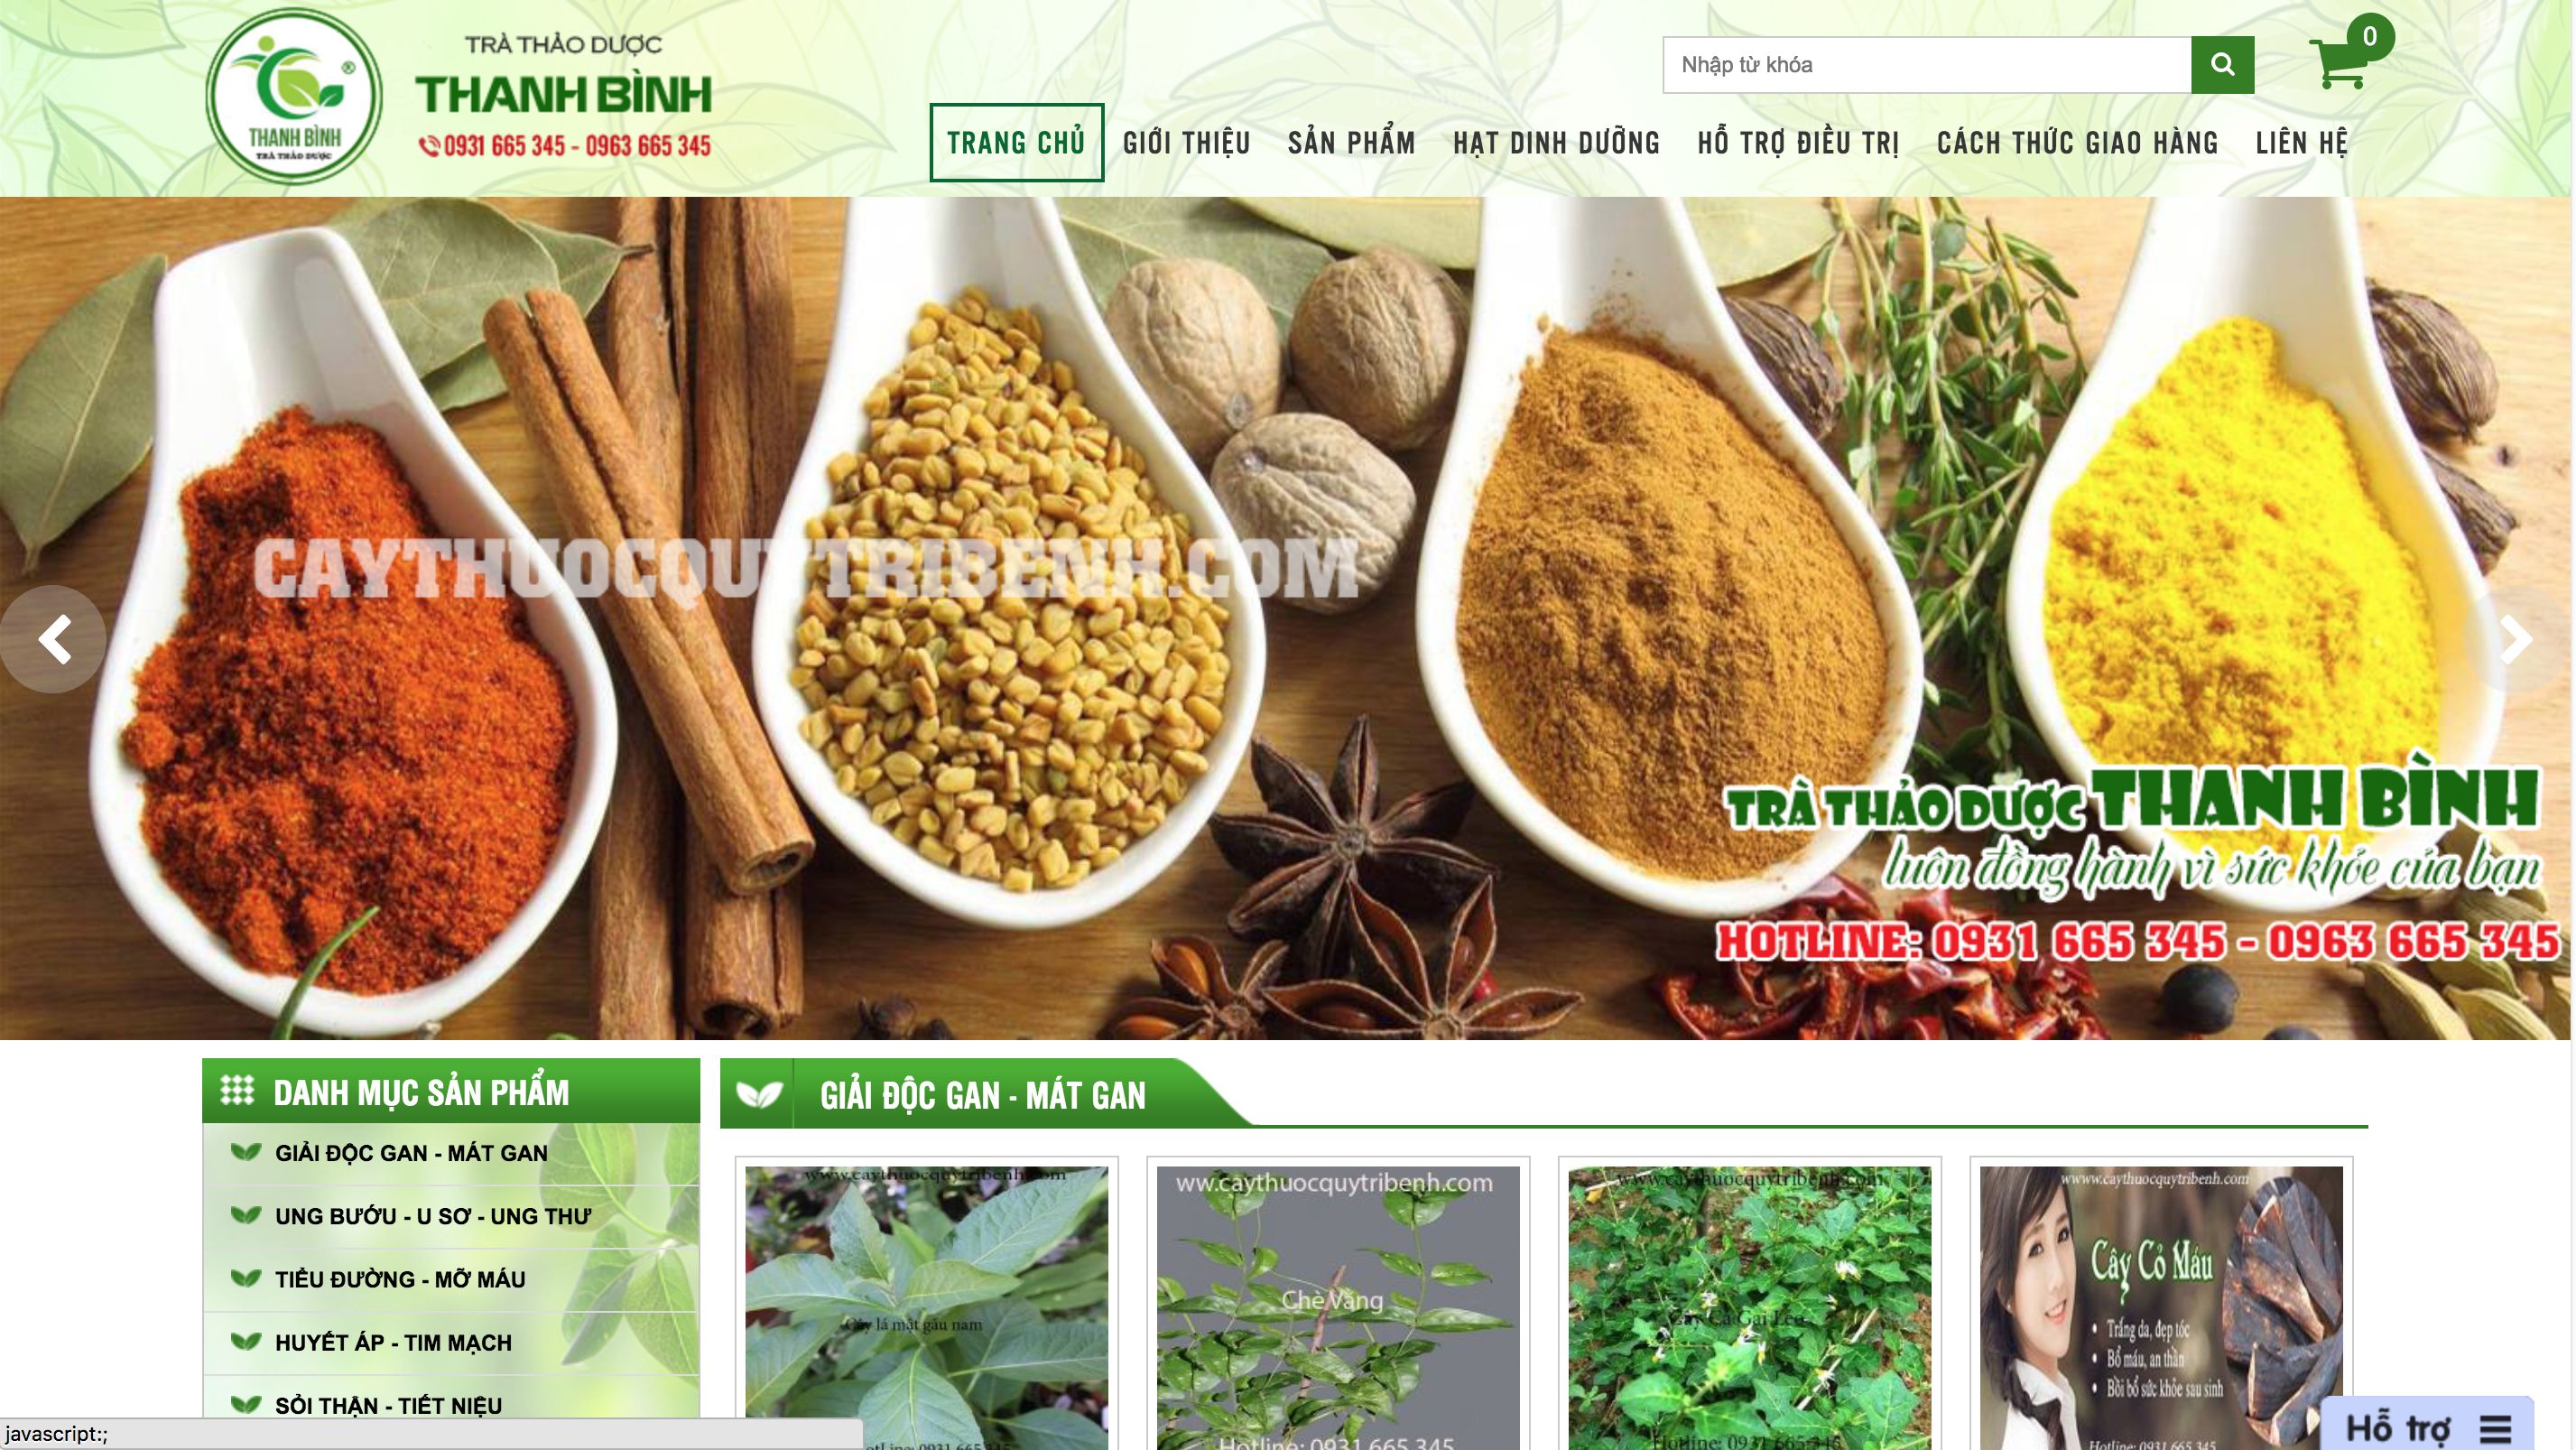 TRÀ THẢO DƯỢC
THANH BÌNH
0931 665 345 - 0963 665 345
THANH BÌNH
TRÀ THẢO DƯỢC
®
Nhập từ khóa
0
TRANG CHỦ GIỚI THIỆU SẢN PHẨM HẠT DINH DƯỠNG HỖ TRỢ ĐIỀU TRỊ CÁCH THỨC GIAO HÀNG LIÊN HỆ
CAYTHUOCQUYTRIBENH.COM
TRÀ THẢO DƯỢC THANH BÌNH
luôn đồng hành vì sức khỏe của bạn
HOTLINE: 0931 665 345 - 0963 665 345
DANH MỤC SẢN PHẨM
GIẢI ĐỘC GAN - MÁT GAN
UNG BƯỚU - U SƠ - UNG THƯ
TIỂU ĐƯỜNG - MỠ MÁU
HUYẾT ÁP - TIM MẠCH
SỎI THẬN - TIẾT NIỆU
GIẢI ĐỘC GAN - MÁT GAN
www.caythuocquytribenh.com
Cây lá mật gấu nam
HotLine: 0931 665 345
www.caythuocquytribenh.com
Chè Vằng
Hotline: 0931 665 345
www.caythuocquytribenh.com
Cây Cà Gai Leo
Hotline: 0931 665 345
www.caythuocquytribenh.com
Cây Cỏ Máu
• Trắng da, đẹp tóc
• Bổ máu, an thần
• Bồi bổ sức khỏe sau sinh
Hotline: 0931 665 345
Hỗ trợ
javascript:;